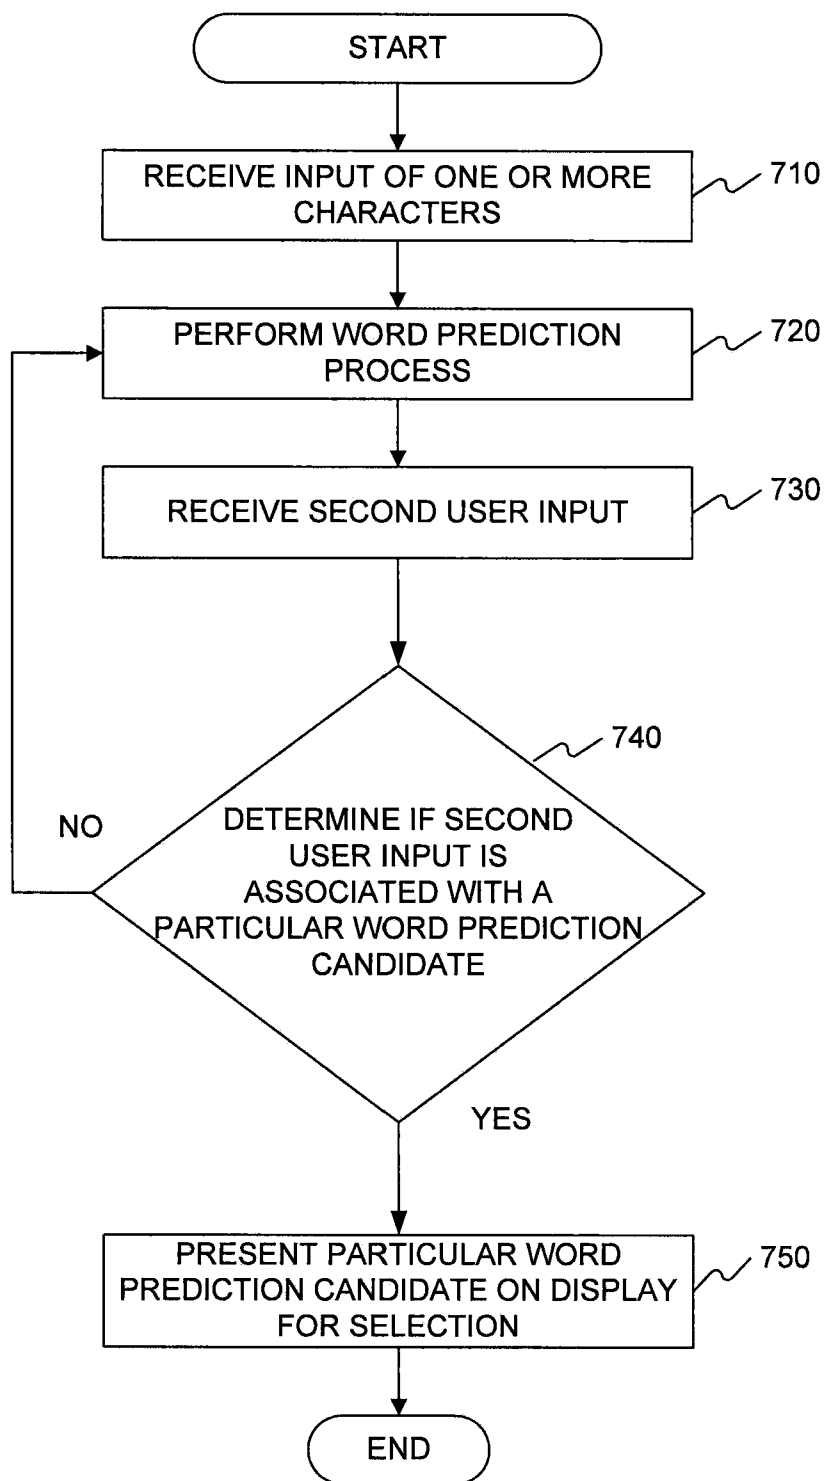 START
RECEIVE INPUT OF ONE OR MORE
CHARACTERS
710
PERFORM WORD PREDICTION
PROCESS
720
RECEIVE SECOND USER INPUT
730
740
NO
DETERMINE IF SECOND
USER INPUT IS
ASSOCIATED WITH A
PARTICULAR WORD PREDICTION
CANDIDATE
YES
PRESENT PARTICULAR WORD
PREDICTION CANDIDATE ON DISPLAY
FOR SELECTION
750
END